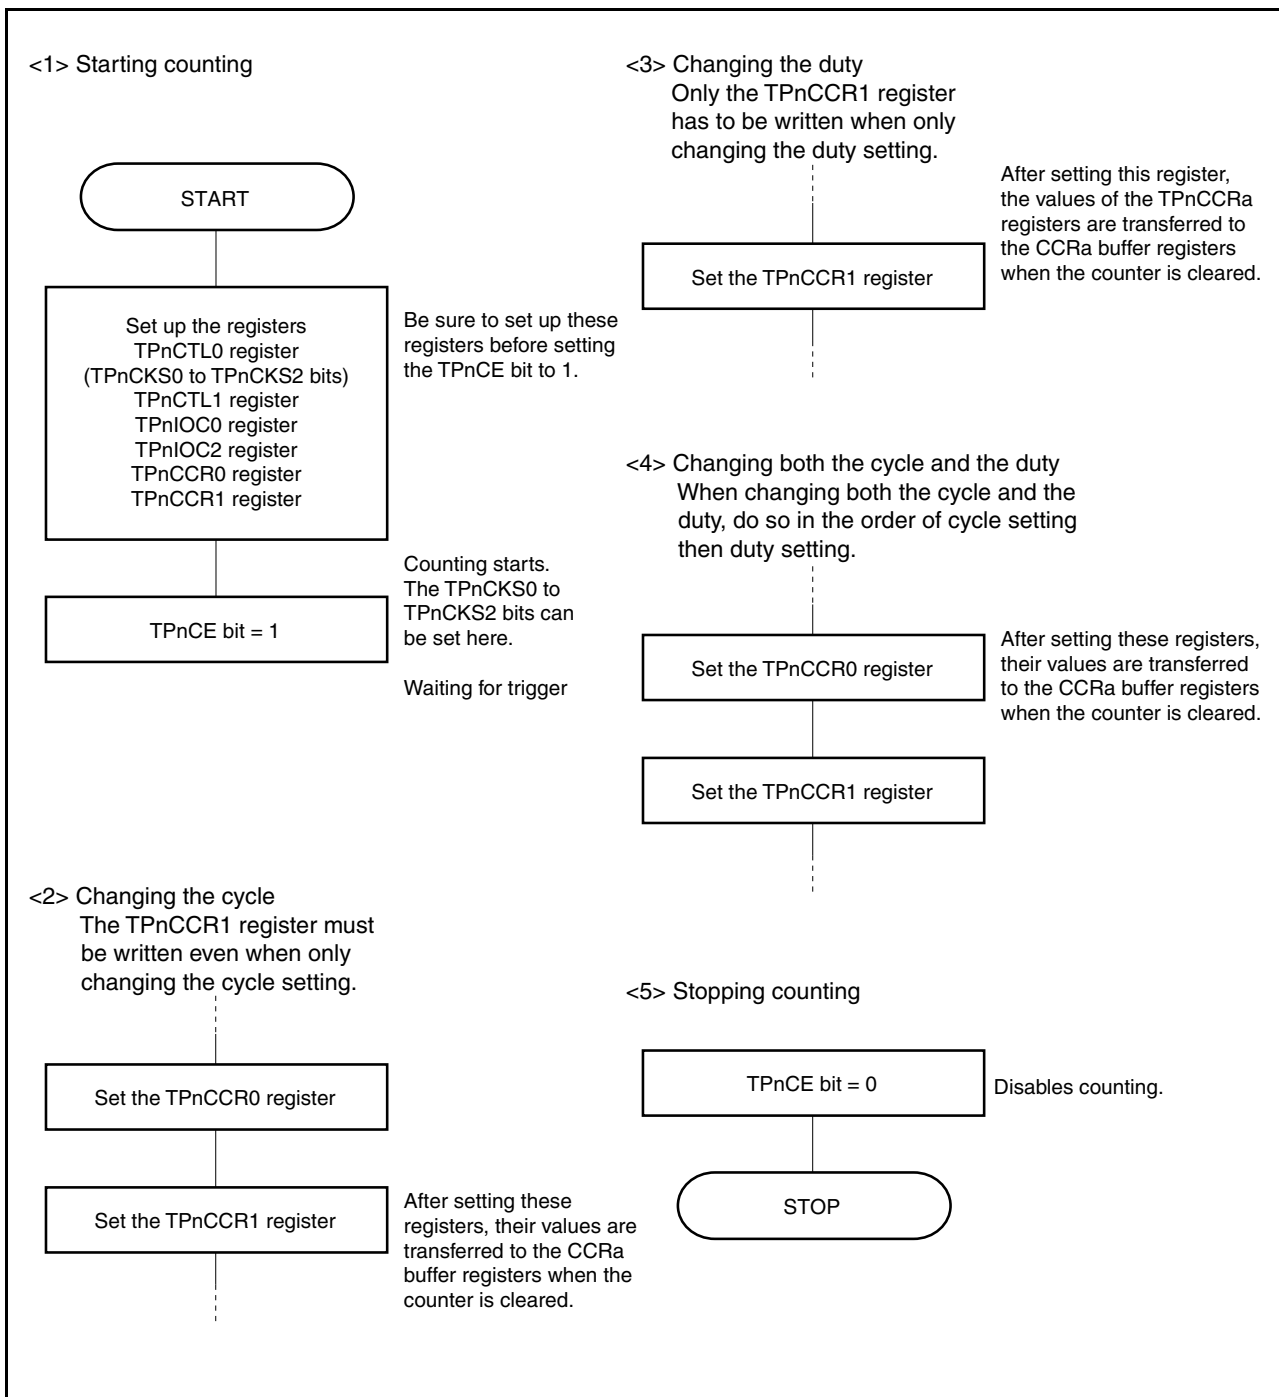 <1> Starting counting
START
Set up the registers
TPnCTL0 register
(TPnCKS0 to TPnCKS2 bits)
TPnCTL1 register
TPnIOC0 register
TPnIOC2 register
TPnCCR0 register
TPnCCR1 register
Be sure to set up these
registers before setting
the TPnCE bit to 1.
TPnCE bit = 1
Counting starts.
The TPnCKS0 to
TPnCKS2 bits can
be set here.
Waiting for trigger
<2> Changing the cycle
The TPnCCR1 register must
be written even when only
changing the cycle setting.
Set the TPnCCR0 register
Set the TPnCCR1 register
After setting these
registers, their values are
transferred to the CCRa
buffer registers when the
counter is cleared.
<3> Changing the duty
Only the TPnCCR1 register
has to be written when only
changing the duty setting.
Set the TPnCCR1 register
After setting this register,
the values of the TPnCCRa
registers are transferred to
the CCRa buffer registers
when the counter is cleared.
<4> Changing both the cycle and the duty
When changing both the cycle and the
duty, do so in the order of cycle setting
then duty setting.
Set the TPnCCR0 register
After setting these registers,
their values are transferred
to the CCRa buffer registers
when the counter is cleared.
Set the TPnCCR1 register
<5> Stopping counting
TPnCE bit = 0
Disables counting.
STOP